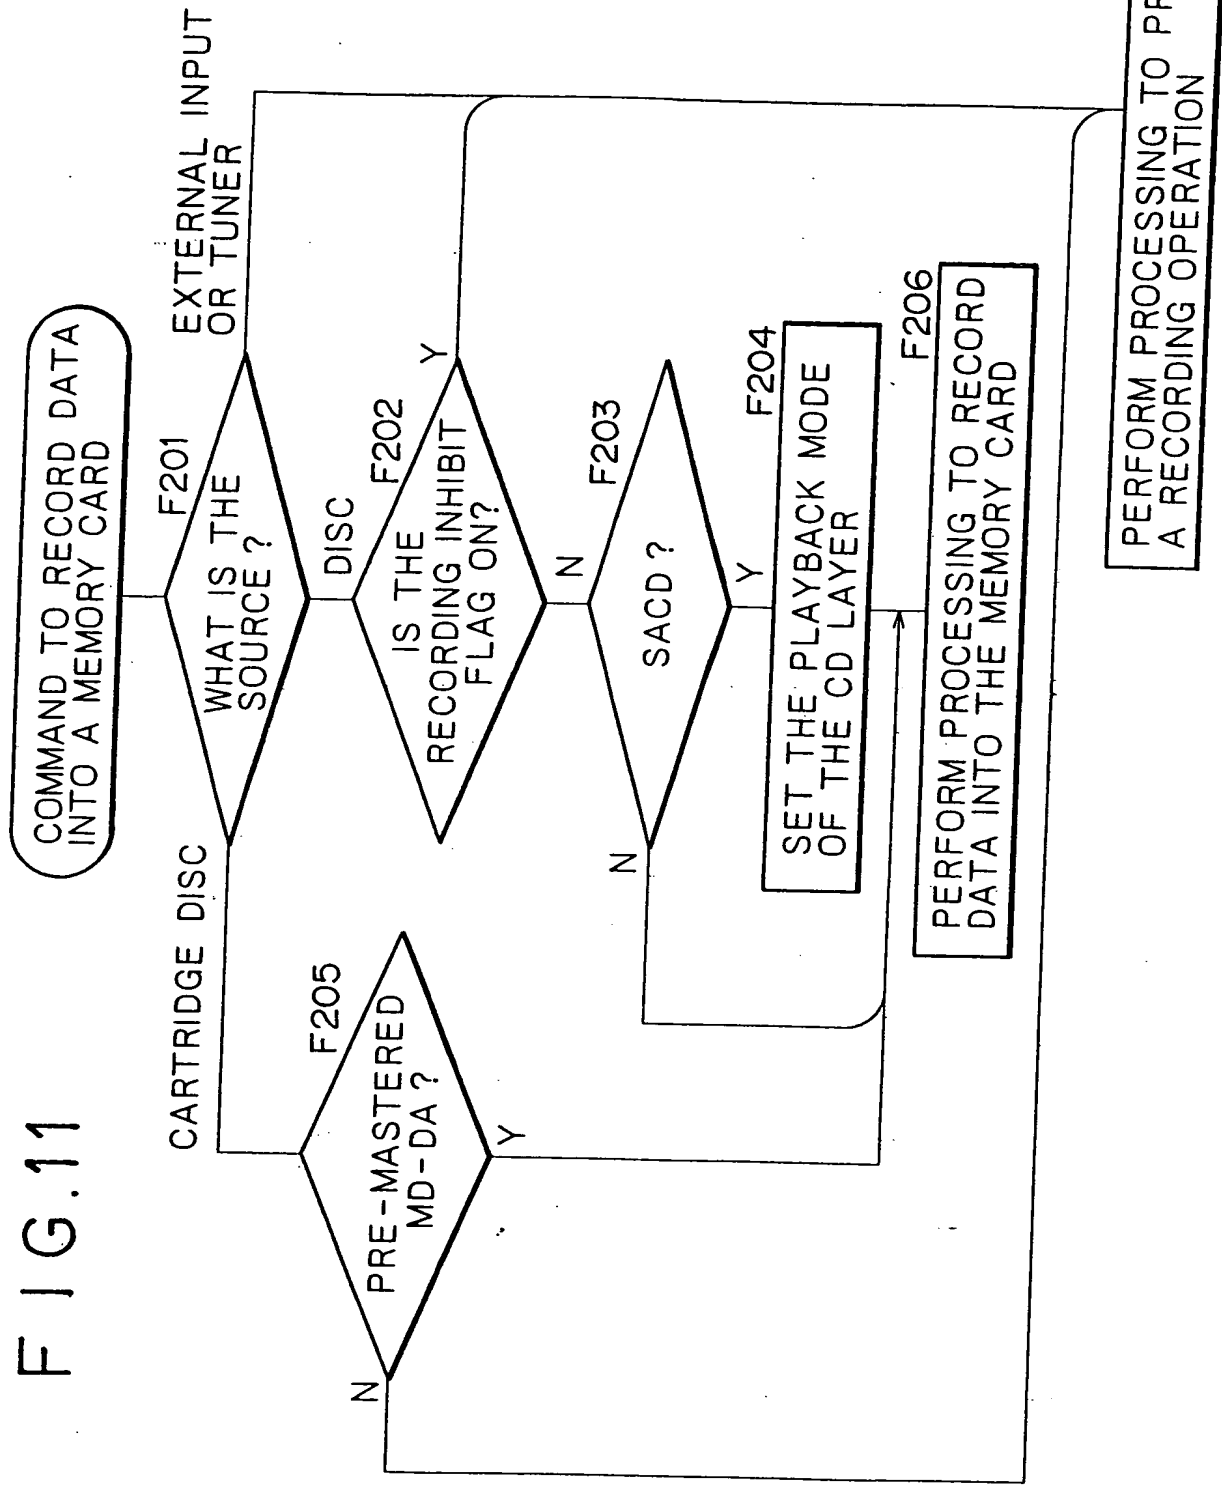 FIG.11
COMMAND TO RECORD DATA
INTO A MEMORY CARD
F201
WHAT IS THE
SOURCE?
CARTRIDGE DISC
DISC
EXTERNAL INPUT
OR TUNER
F205
PRE-MASTERED
MD-DA?
N
Y
F202
IS THE
RECORDING INHIBIT
FLAG ON?
Y
N
F203
SACD?
N
Y
F204
SET THE PLAYBACK MODE
OF THE CD LAYER
F206
PERFORM PROCESSING TO RECORD
DATA INTO THE MEMORY CARD
PERFORM PROCESSING TO
A RECORDING OPERATION